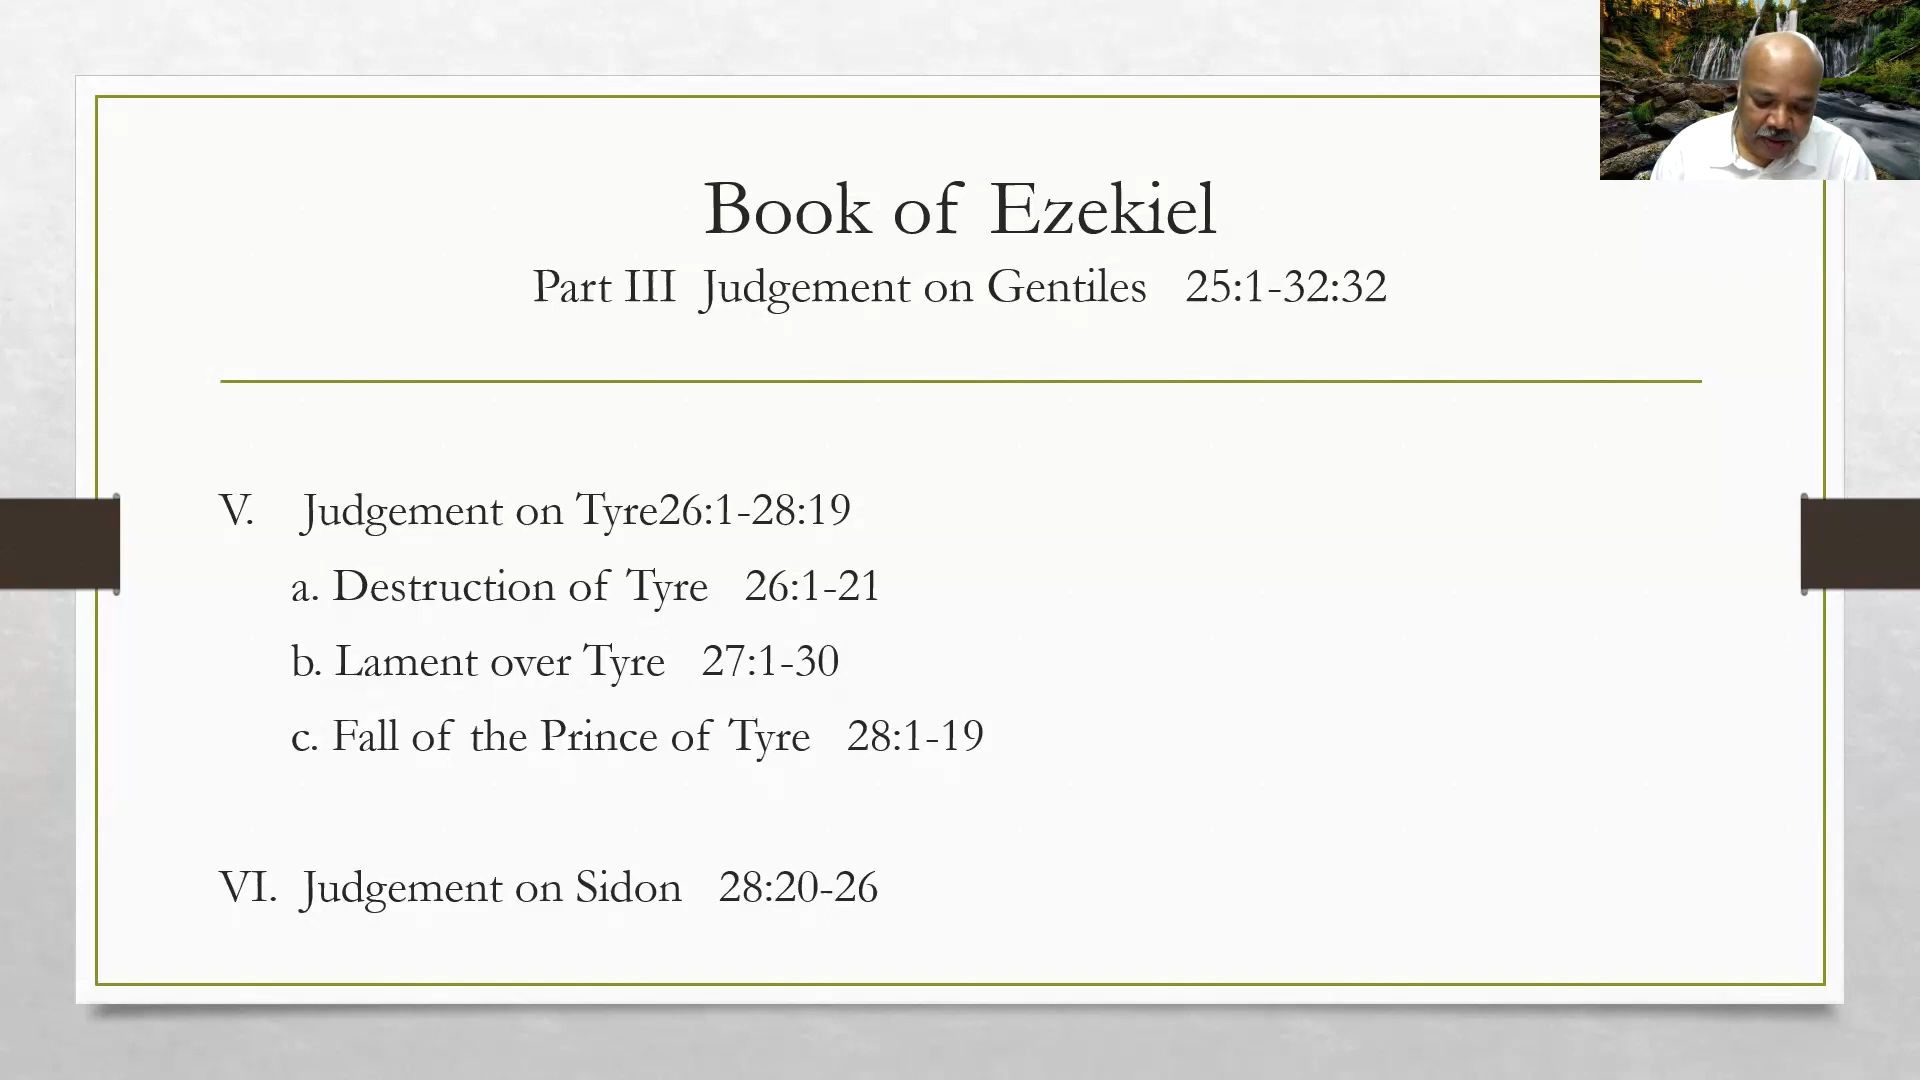 Book of Ezekiel
Part III Judgement on Gentiles 25:1-32:32
V. Judgement on Tyre26:1-28:19
a. Destruction of Tyre 26:1-21
b. Lament over Tyre 27:1-30
c. Fall of the Prince of Tyre 28:1-19
VI. Judgement on Sidon 28:20-26